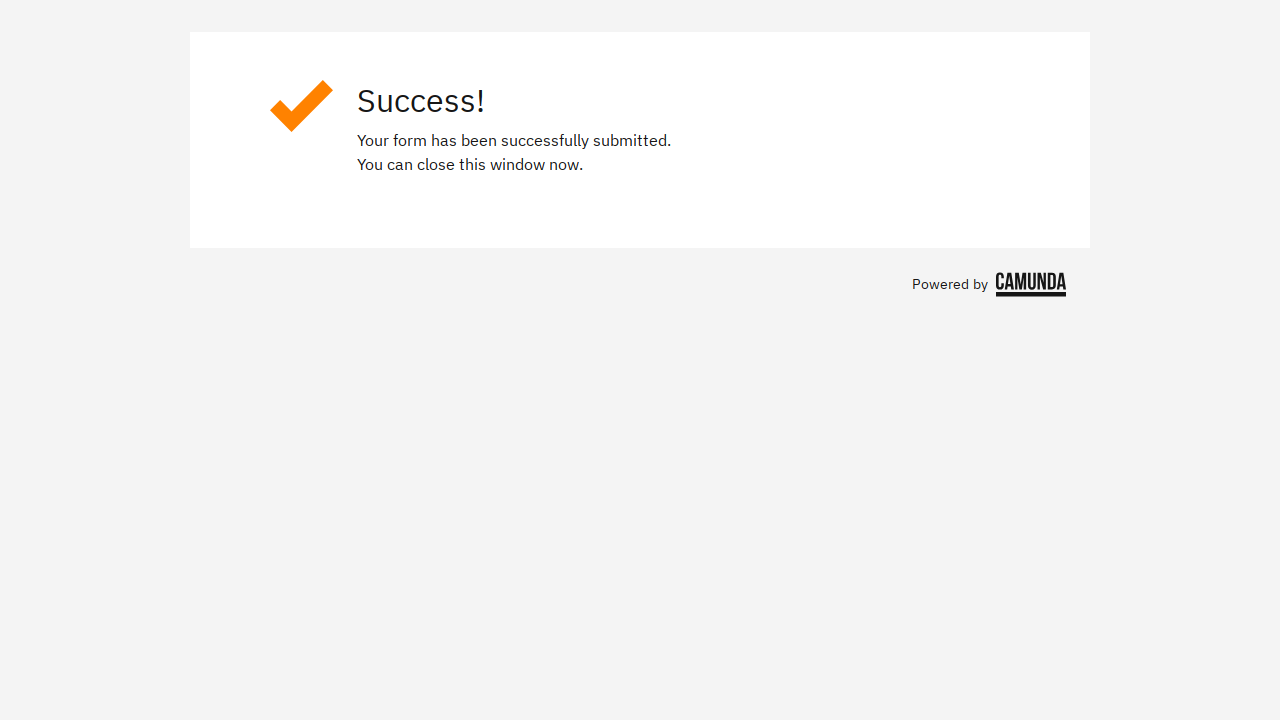 Success!
Your form has been successfully submitted.
You can close this window now.
Powered by CAMUNDA